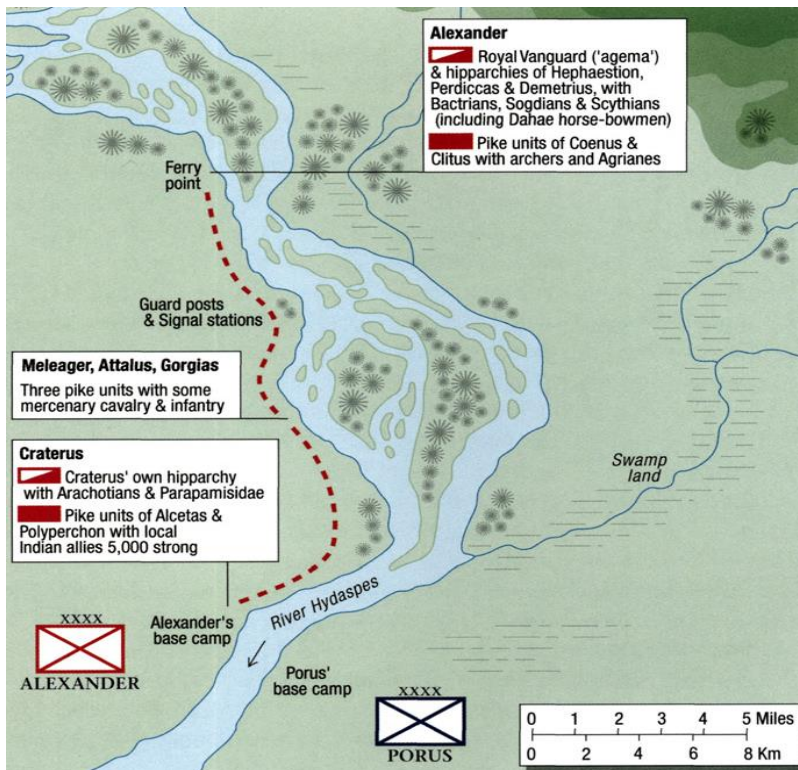 Alexander
Royal Vanguard ('agema')
& hipparchies of Hephaestion,
Perdiccas & Demetrius, with
Bactrians, Sogdians & Scythians
(including Dahae horse-bowmen)
Pike units of Coenus &
Clitus with archers and Agrianes
Ferry
point
Guard posts
& Signal stations
Meleager, Attalus, Gorgias
Three pike units with some
mercenary cavalry & infantry
Craterus
Craterus' own hipparchy
with Arachotians & Parapamisidae
Pike units of Alcetas &
Polyperchon with local
Indian allies 5,000 strong
Swamp
land
River Hydaspes
Alexander's
base camp
XXXX
ALEXANDER
Porus'
base camp
XXXX
PORUS
0 1 2 3 4 5 Miles
0 2 4 6 8 Km